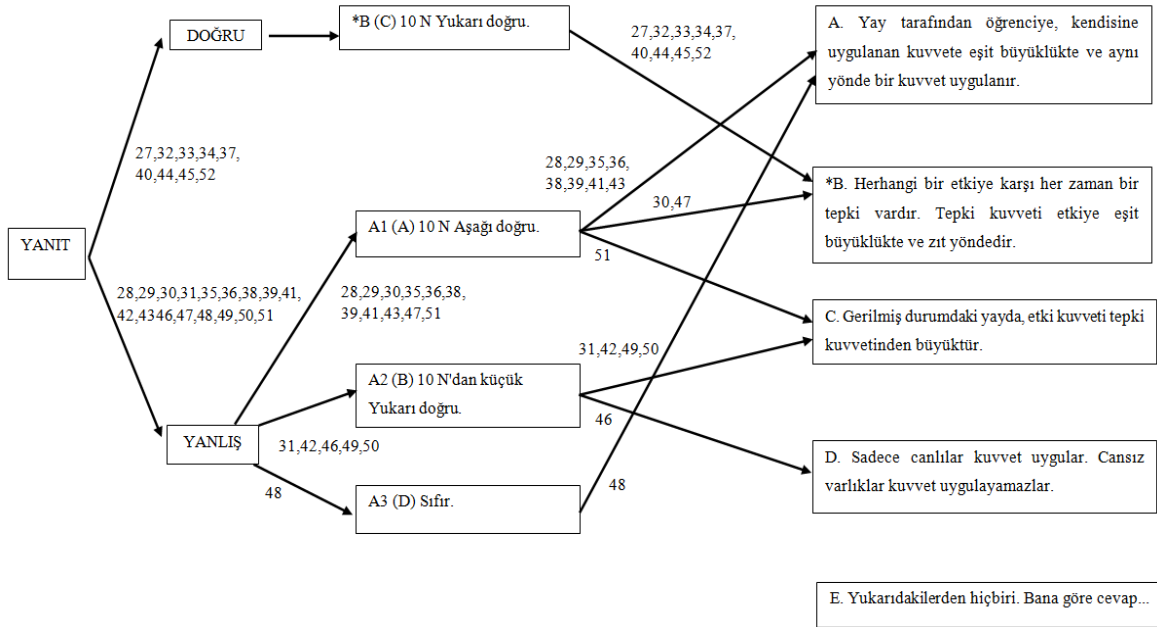 DOĞRU
*B (C) 10 N Yukarı doğru.
27,32,33,34,37,
40,44,45,52
A. Yay tarafından öğrenciye, kendisine
uygulanan kuvvete eşit büyüklükte ve aynı
yönde bir kuvvet uygulanır.
27,32,33,34,37,
40,44,45,52
28,29,35,36,
38,39,41,43
30,47
*B. Herhangi bir etkiye karşı her zaman bir
tepki vardır. Tepki kuvveti etkiye eşit
büyüklükte ve zıt yöndedir.
YANIT
A1 (A) 10 N Aşağı doğru.
51
28,29,30,31,35,36,38,39,41,
42,4346,47,48,49,50,51
28,29,30,35,36,38,
39,41,43,47,51
C. Gerilmiş durumdaki yayda, etki kuvveti tepki
kuvvetinden büyüktür.
31,42,49,50
A2 (B) 10 N'dan küçük
Yukarı doğru.
46
YANLIŞ
31,42,46,49,50
D. Sadece canlılar kuvvet uygular. Cansız
varlıklar kuvvet uygulayamazlar.
48
A3 (D) Sıfır.
48
E. Yukarıdakilerden hiçbiri. Bana göre cevap...